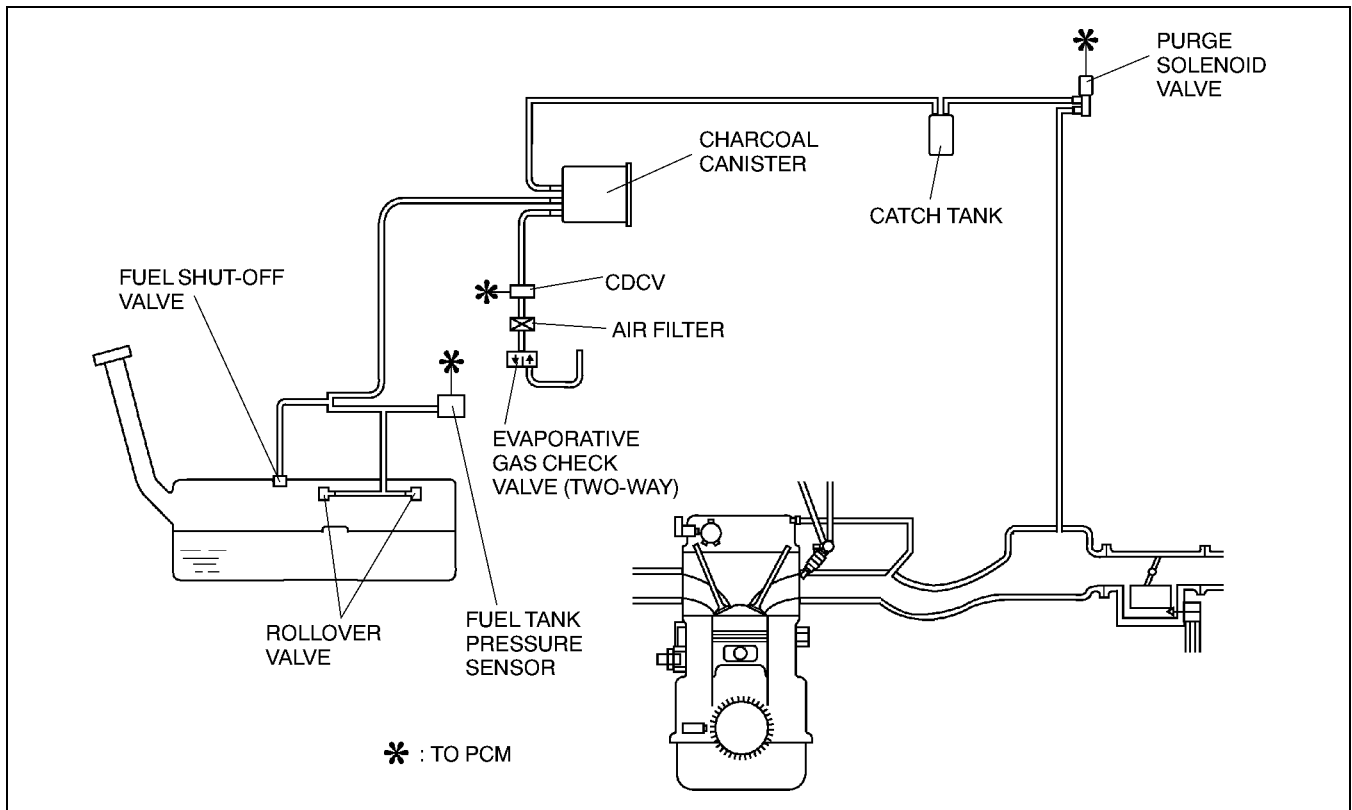 PURGE
SOLENOID
VALVE
CHARCOAL
CANISTER
CATCH TANK
FUEL SHUT-OFF
VALVE
CDCV
AIR FILTER
EVAPORATIVE
GAS CHECK
VALVE (TWO-WAY)
ROLLOVER
VALVE
FUEL TANK
PRESSURE
SENSOR
* : TO PCM